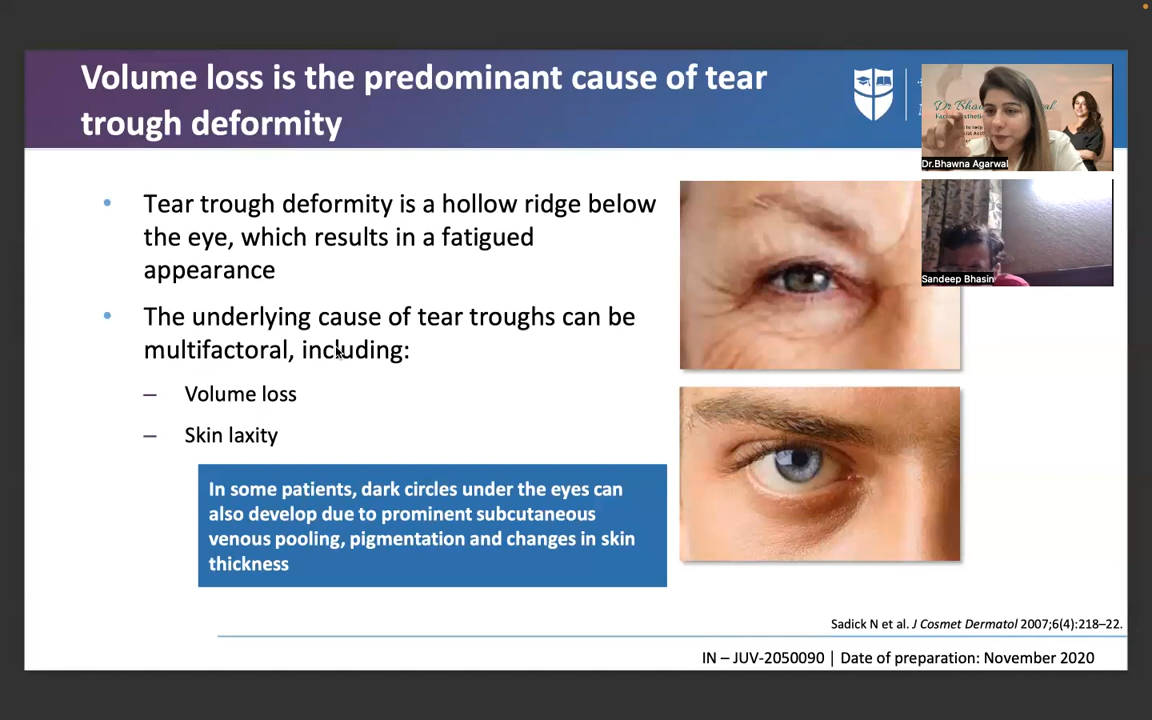 Volume loss is the predominant cause of tear
trough deformity
Dr.Bhawna Agarwal
Sandeep Bhasin
• Tear trough deformity is a hollow ridge below
the eye, which results in a fatigued
appearance
• The underlying cause of tear troughs can be
multifactoral, including:
– Volume loss
– Skin laxity
In some patients, dark circles under the eyes can
also develop due to prominent subcutaneous
venous pooling, pigmentation and changes in skin
thickness
Sadick N et al. J Cosmet Dermatol 2007;6(4):218–22.
IN – JUV-2050090 | Date of preparation: November 2020